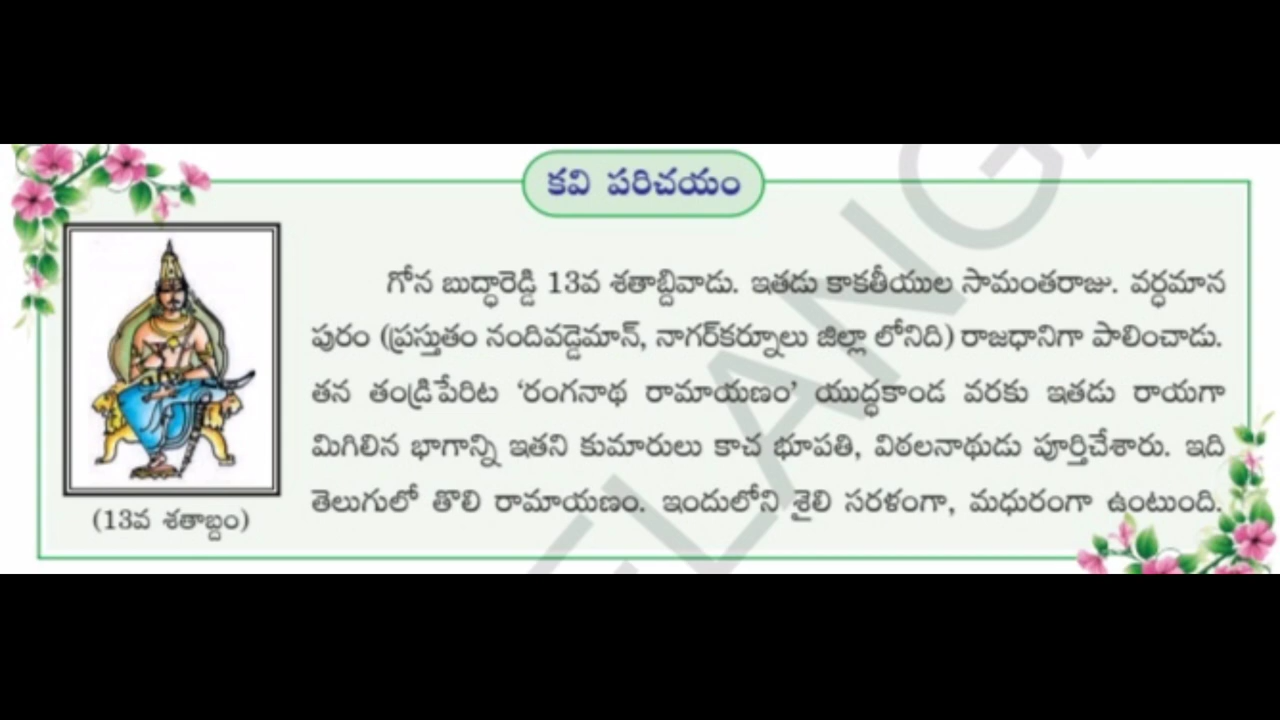 కవి పరిచయం
గోన బుద్ధారెడ్డి 13వ శతాబ్దివాడు. ఇతడు కాకతీయుల సామంతరాజు. వర్ధమాన
పురం (ప్రస్తుతం నందివడ్డెమాన్, నాగర్‌కర్నూలు జిల్లా లోనిది) రాజధానిగా పాలించాడు.
తన తండ్రిపేరిట ‘రంగనాథ రామాయణం’ యుద్ధకాండ వరకు ఇతడు రాయగా
మిగిలిన భాగాన్ని ఇతని కుమారులు కాచ భూపతి, విఠలనాథుడు పూర్తిచేశారు. ఇది
తెలుగులో తొలి రామాయణం. ఇందులోని శైలి సరళంగా, మధురంగా ఉంటుంది.
(13వ శతాబ్దం)